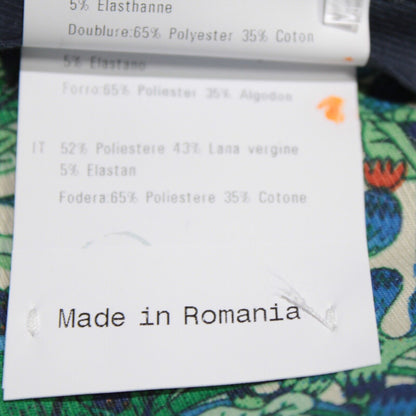 5% Elasthanne
Doublure:65% Polyester 35% Coton
5% Elastano
Forro:65% Poliester 35% Algodon
IT 52% Poliestere 43% Lana vergine
5% Elastan
Fodera:65% Poliestere 35% Cotone
Made in Romania